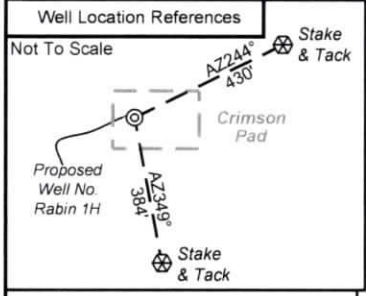 Well Location References
Not To Scale
AZ244°
430'
Stake
& Tack
Crimson
Pad
Proposed
Well No.
Rabin 1H
AZ349°
384'
Stake
& Tack